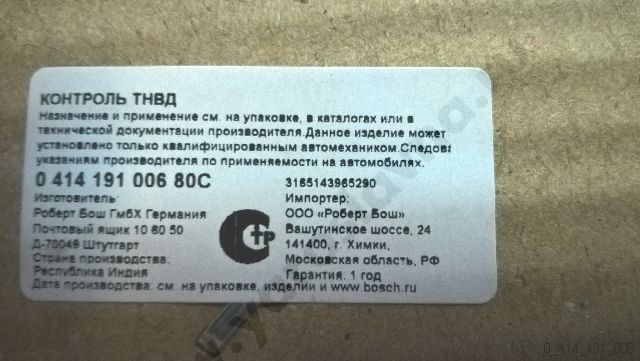 КОНТРОЛЬ ТНВД
Назначение и применение см. на упаковке, в каталогах или в
технической документации производителя.Данное изделие может
установлено только квалифицированным автомехаником.Следова
указаниям производителя по применяемости на автомобилях.
0 414 191 006 80C
3165143965290
Изготовитель:
Роберт Бош ГмбХ Германия
Почтовый ящик 10 60 50
Д-70049 Штутгарт
Страна производства:
Республика Индия
Импортер:
ООО «Роберт Бош»
Вашутинское шоссе, 24
141400, г. Химки,
Московская область, РФ
Гарантия: 1 год
Дата производства: см. на упаковке, изделии и www.bosch.ru
0 414 191 006